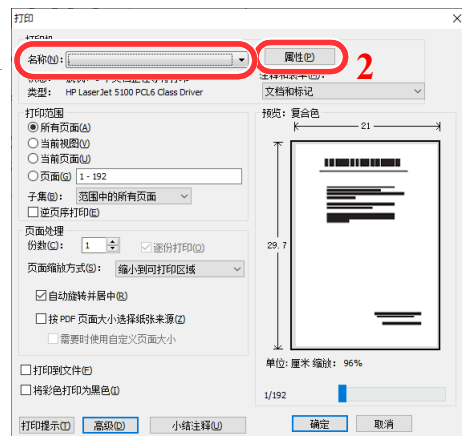 打印
打印机
名称(N):
属性(P)
2
类型: HP LaserJet 5100 PCL6 Class Driver
文档和标记
打印范围
所有页面(A)
当前视图(V)
当前页面(U)
页面(G) 1 - 192
子集(B): 范围中的所有页面
逆页序打印(E)
页面处理
份数(C): 1 逐份打印(O)
页面缩放方式(S): 缩小到可打印区域
自动旋转并居中(R)
按 PDF 页面大小选择纸张来源(Z)
需要时使用自定义页面大小
打印到文件(F)
将彩色打印为黑色(I)
预览: 复合色
21
29.7
单位: 厘米 缩放: 96%
1/192
打印提示(T) 高级(D) 小结注释(U) 确定 取消